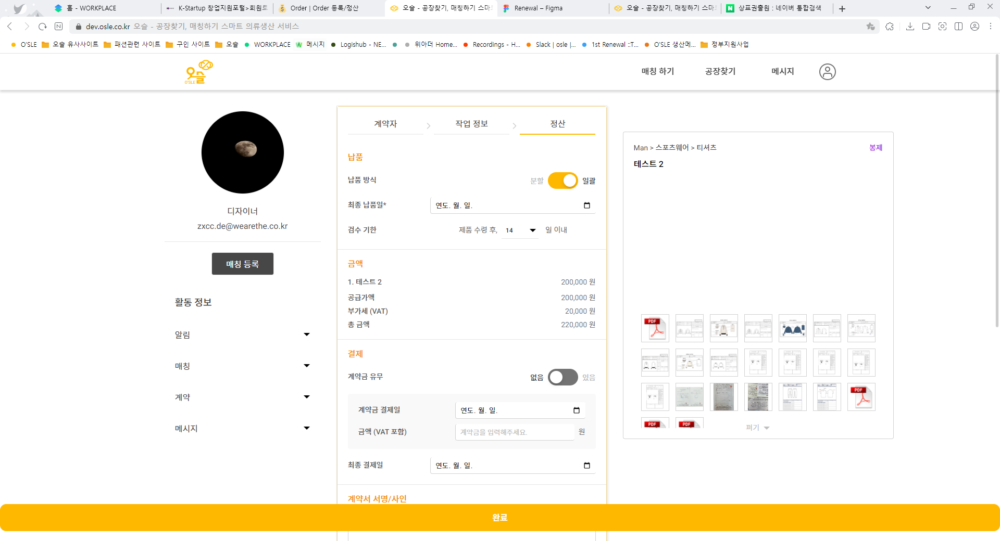 홈 - WORKPLACE
K-Startup 창업지원포털>회원로
Order | Order 등록/정산
오슬 - 공장찾기, 매칭하기 스마트
Renewal – Figma
오슬 - 공장찾기, 매칭하기 스마트
상표권출원 : 네이버 통합검색
dev.osle.co.kr 오슬 - 공장찾기, 매칭하기 스마트 의류생산 서비스
O'SLE
오슬 유사사이트
패션관련 사이트
구인 사이트
오슬
WORKPLACE
메시지
Logishub - NE...
위아더 Home...
Recordings - H...
Slack | osle |...
1st Renewal ::T...
O'SLE 생산메...
정부지원사업
오슬
O'SLE
매칭 하기
공장찾기
메시지
디자이너
zxcc.de@wearethe.co.kr
매칭 등록
활동 정보
알림
매칭
계약
메시지
계약자
작업 정보
정산
납품
납품 방식 분할 일괄
최종 납품일* 연도. 월. 일.
검수 기한 제품 수령 후, 14 일 이내
금액
1. 테스트 2 200,000 원
공급가액 200,000 원
부가세 (VAT) 20,000 원
총 금액 220,000 원
결제
계약금 유무 없음 있음
계약금 결제일 연도. 월. 일.
금액 (VAT 포함) 계약금을 입력해주세요. 원
최종 결제일 연도. 월. 일.
계약서 서명/사인
Man > 스포츠웨어 > 티셔츠 봉제
테스트 2
PDF
PDF
PDF
PDF
펴기
완료